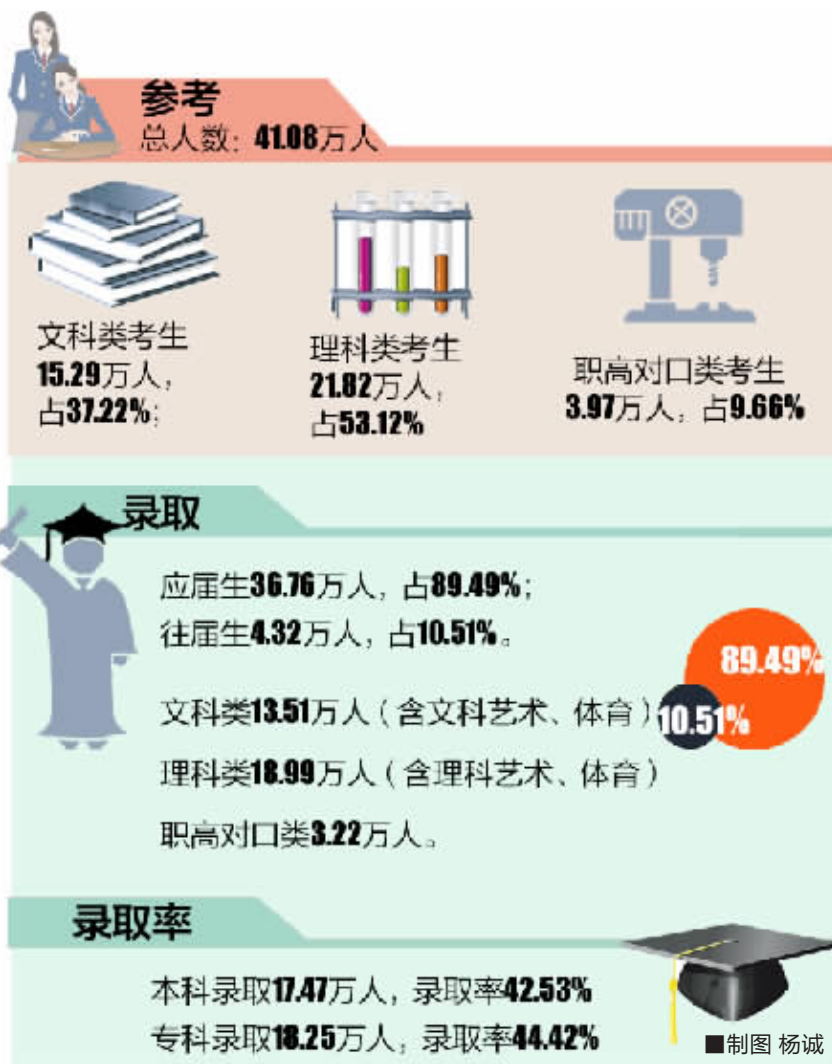 参考
总人数：41.08万人
文科类考生
15.29万人，
占37.22%；
理科类考生
21.82万人，
占53.12%
职高对口类考生
3.97万人，占9.66%
录取
应届生36.76万人，占89.49%；
往届生4.32万人，占10.51%。
89.49%
10.51%
文科类13.51万人（含文科艺术、体育）
理科类18.99万人（含理科艺术、体育）
职高对口类3.22万人。
录取率
本科录取17.47万人，录取率42.53%
专科录取18.25万人，录取率44.42%
■制图 杨诚